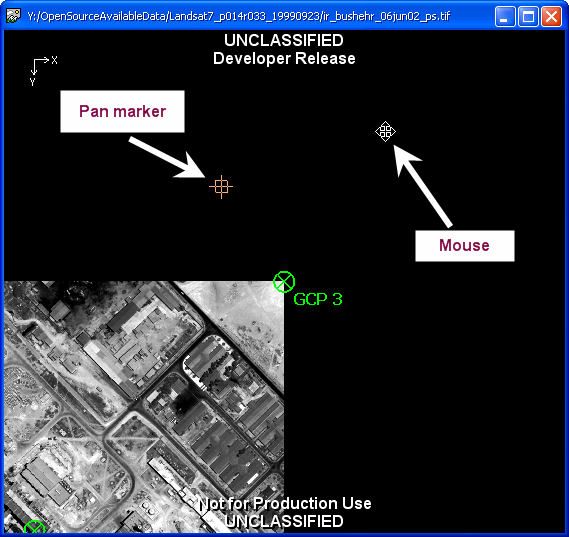 Y:/OpenSourceAvailableData/Landsat7_p014r033_19990923/ir_bushehr_06jun02_ps.tif
UNCLASSIFIED
Developer Release
X
Y
Pan marker
Mouse
GCP 3
Not for Production Use
UNCLASSIFIED